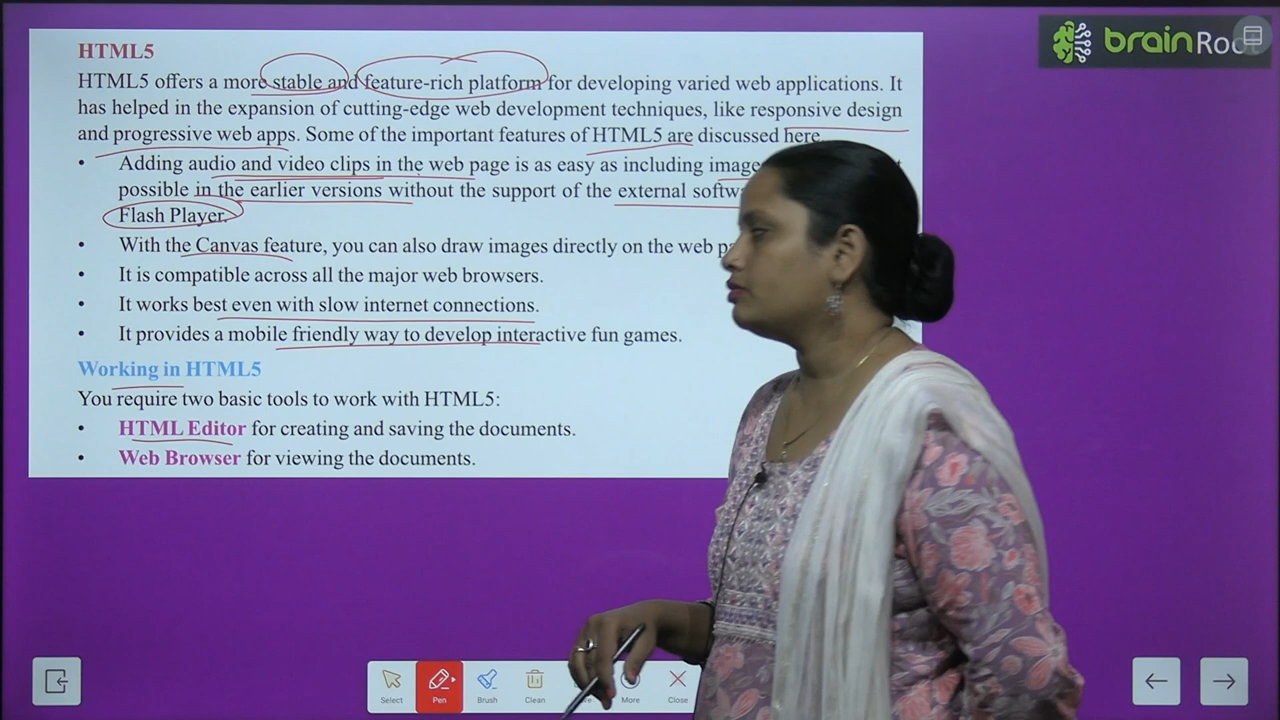 HTML5
brainRoot
HTML5 offers a more stable and feature-rich platform for developing varied web applications. It
has helped in the expansion of cutting-edge web development techniques, like responsive design
and progressive web apps. Some of the important features of HTML5 are discussed here.
• Adding audio and video clips in the web page is as easy as including
possible in the earlier versions without the support of the external
Flash Player.
• With the Canvas feature, you can also draw images directly on the web
• It is compatible across all the major web browsers.
• It works best even with slow internet connections.
• It provides a mobile friendly way to develop interactive fun games.
Working in HTML5
You require two basic tools to work with HTML5:
• HTML Editor for creating and saving the documents.
• Web Browser for viewing the documents.
Select Pen Brush Clean More Close